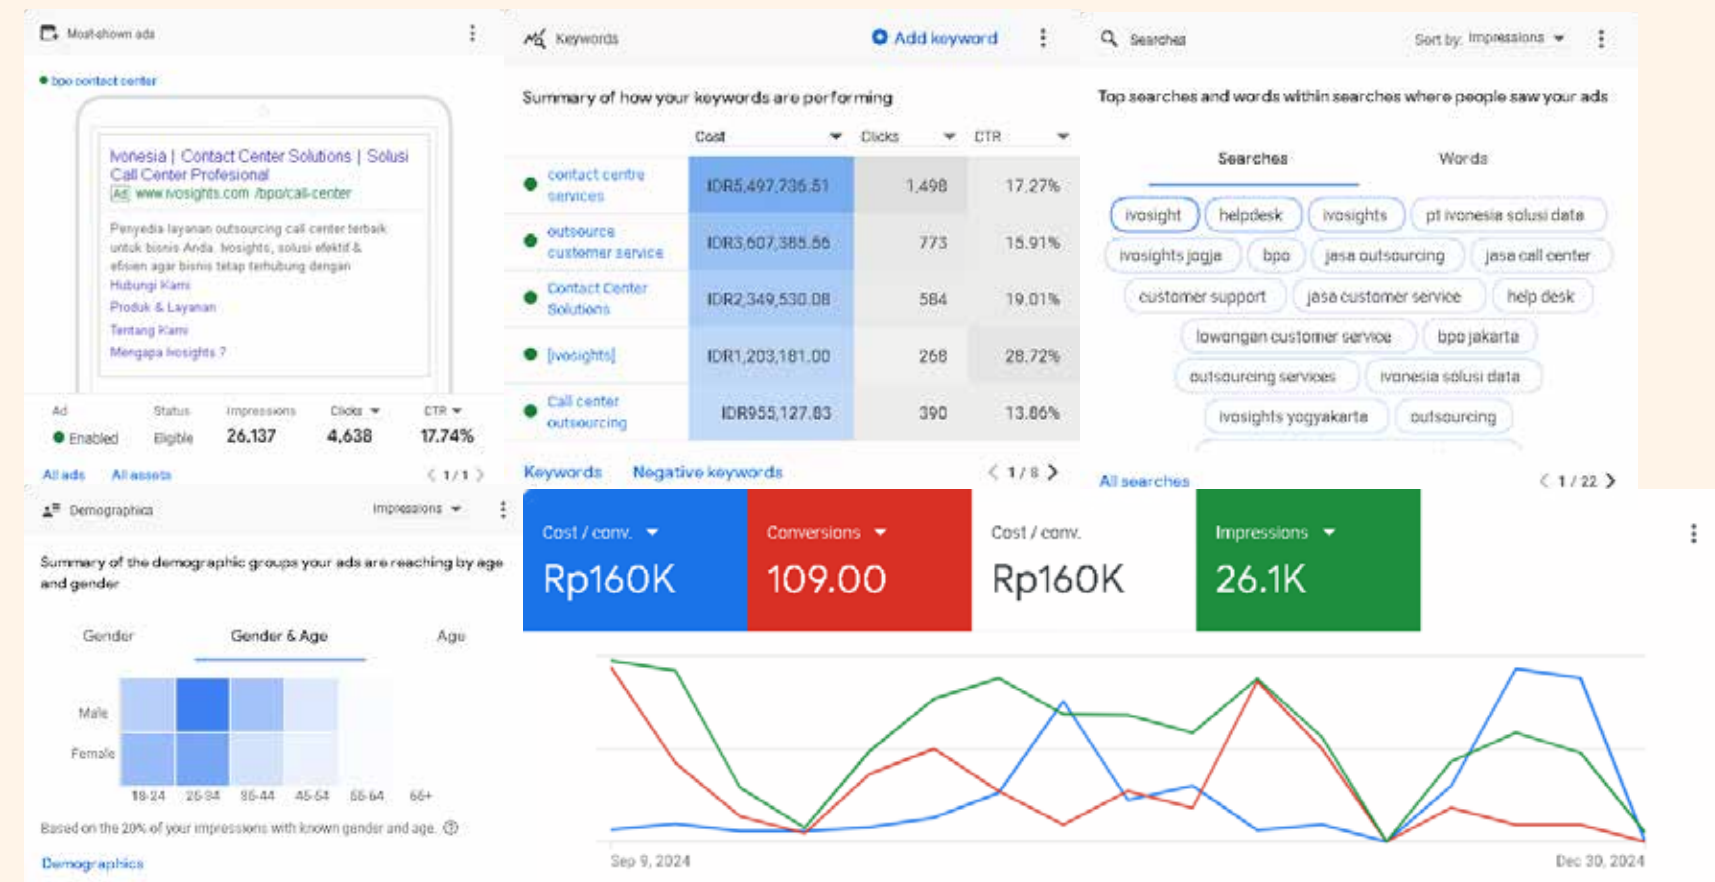 Most-shown ads
bpo contact center
Ivonesia | Contact Center Solutions | Solusi
Call Center Profesional
Ad www.ivosights.com /bpo/call-center
Penyedia layanan outsourcing call center terbaik
untuk bisnis Anda. Ivosights, solusi efektif &
efisien agar bisnis tetap terhubung dengan
Hubungi Kami
Produk & Layanan
Tentang Kami
Mengapa Ivosights ?
Ad Status Impressions Clicks CTR
Enabled Eligible 26,137 4,638 17.74%
All ads All assets 1 / 1
Keywords Add keyword
Summary of how your keywords are performing
Cost Clicks CTR
contact centre
services IDR5,497,736.51 1,498 17.27%
outsource
customer service IDR3,607,385.56 773 15.91%
Contact Center
Solutions IDR2,349,530.08 584 19.01%
[ivosights] IDR1,203,181.00 268 28.72%
Call center
outsourcing IDR955,127.83 390 13.86%
Keywords Negative keywords 1 / 8
Searches Sort by: Impressions
Top searches and words within searches where people saw your ads
Searches Words
ivosight helpdesk ivosights pt ivonesia solusi data
ivosights jogja bpo jasa outsourcing jasa call center
customer support jasa customer service help desk
lowongan customer service bpo jakarta
outsourcing services ivonesia solusi data
ivosights yogyakarta outsourcing
All searches 1 / 22
Demographics Impressions
Summary of the demographic groups your ads are reaching by age
and gender
Gender Gender & Age Age
Male
Female
18-24 25-34 35-44 45-54 55-64 65+
Based on the 20% of your impressions with known gender and age.
Demographics
Cost / conv. Conversions Cost / conv. Impressions
Rp160K 109.00 Rp160K 26.1K
Sep 9, 2024 Dec 30, 2024